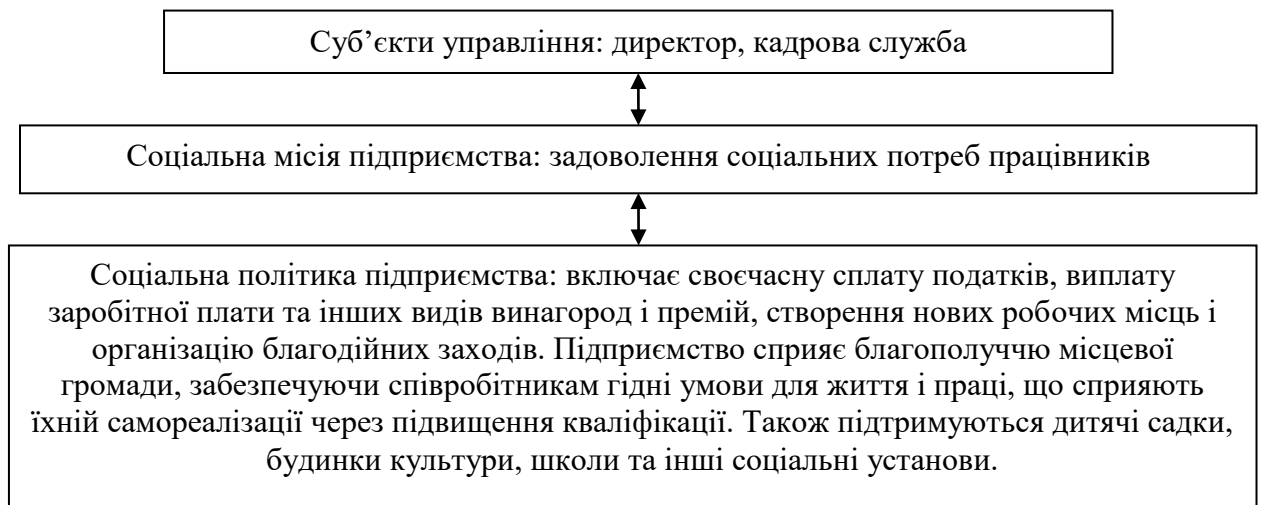 Суб’єкти управління: директор, кадрова служба
Соціальна місія підприємства: задоволення соціальних потреб працівників
Соціальна політика підприємства: включає своєчасну сплату податків, виплату
заробітної плати та інших видів винагород і премій, створення нових робочих місць і
організацію благодійних заходів. Підприємство сприяє благополуччю місцевої
громади, забезпечуючи співробітникам гідні умови для життя і праці, що сприяють
їхній самореалізації через підвищення кваліфікації. Також підтримуються дитячі садки,
будинки культури, школи та інші соціальні установи.